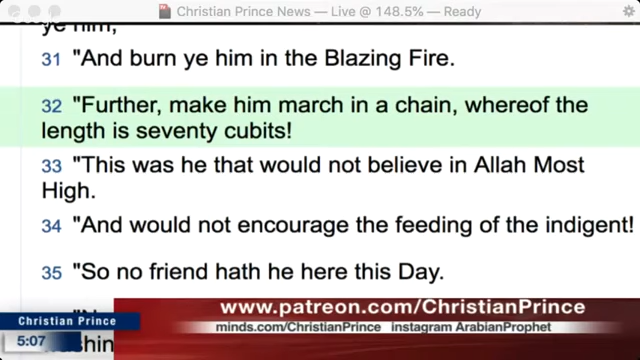 Christian Prince News — Live @ 148.5% — Ready
ye him,
31 "And burn ye him in the Blazing Fire.
32 "Further, make him march in a chain, whereof the
length is seventy cubits!
33 "This was he that would not believe in Allah Most
High.
34 "And would not encourage the feeding of the indigent!
35 "So no friend hath he here this Day.
www.patreon.com/ChristianPrince
Christian Prince
minds.com/ChristianPrince instagram ArabianProphet
5:07